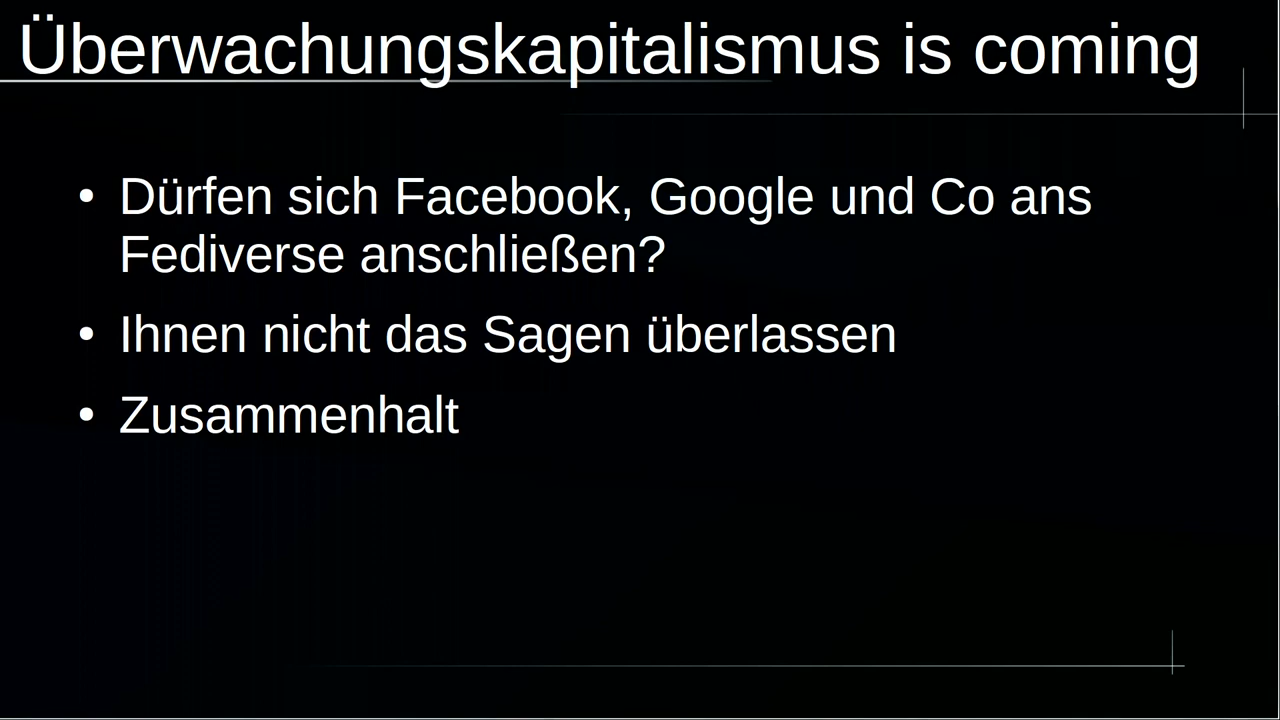 Überwachungskapitalismus is coming
• Dürfen sich Facebook, Google und Co ans
Fediverse anschließen?
• Ihnen nicht das Sagen überlassen
• Zusammenhalt